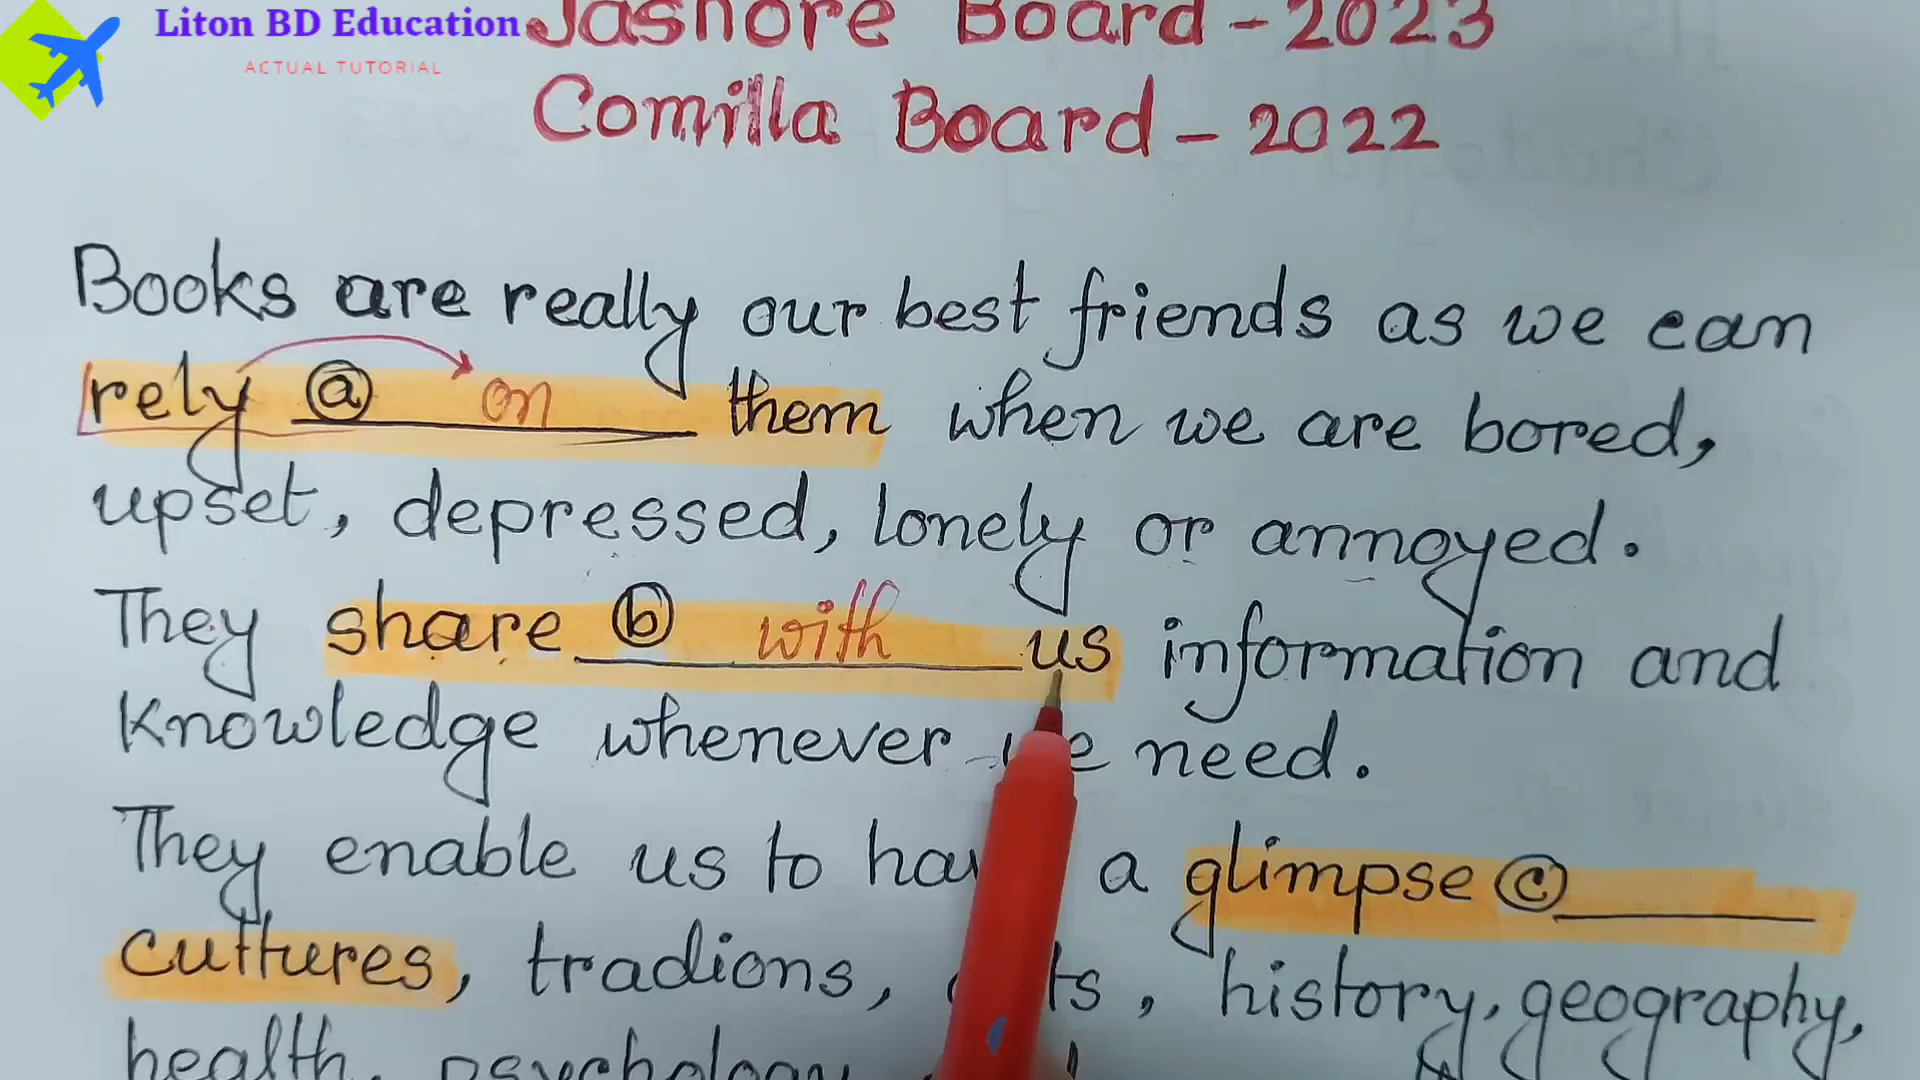 Liton BD Education
ACTUAL TUTORIAL
Jashore Board - 2023
Comilla Board - 2022
Books are really our best friends as we can
rely (a) on them when we are bored,
upset, depressed, lonely or annoyed.
They share (b) with us information and
Knowledge whenever need.
They enable us to a glimpse (c)
cultures, tradions, history, geography,
health, psychology